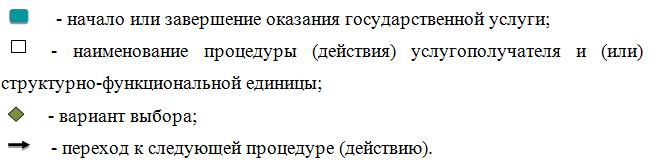 - начало или завершение оказания государственной услуги;
- наименование процедуры (действия) услугополучателя и (или)
структурно-функциональной единицы;
- вариант выбора;
- переход к следующей процедуре (действию).